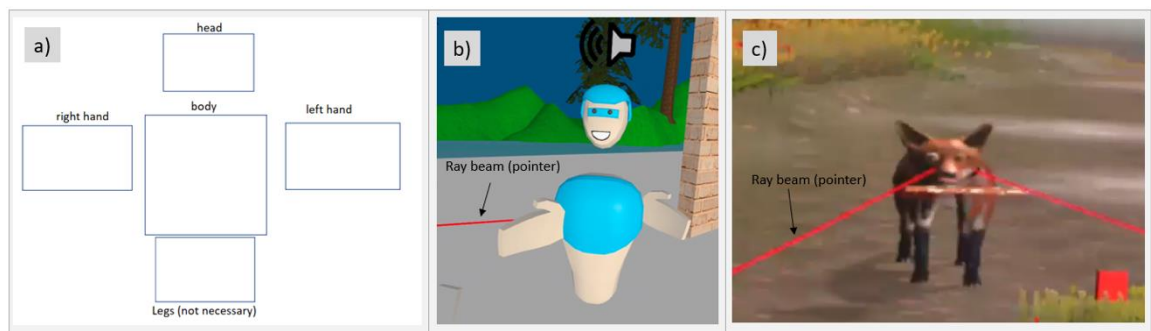 a)
head
right hand
body
left hand
Legs (not necessary)
b)
Ray beam (pointer)
c)
Ray beam (pointer)